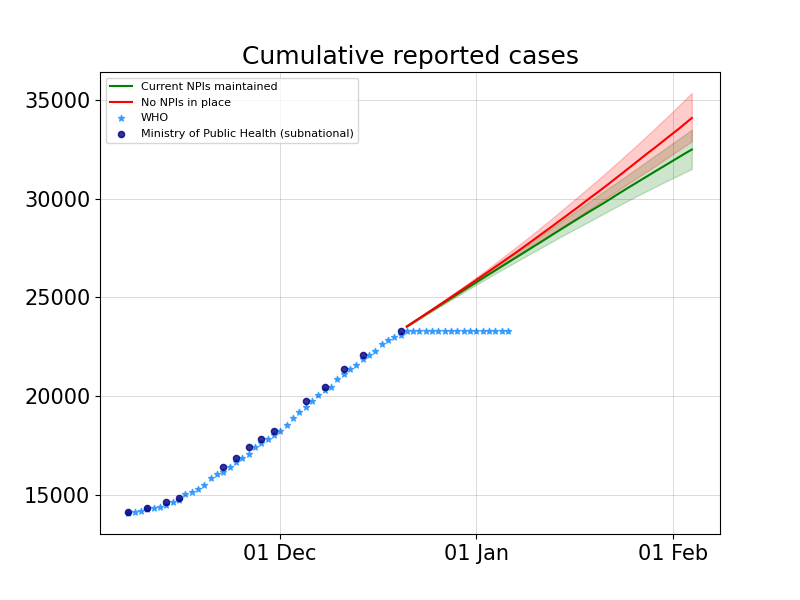 Cumulative reported cases
Current NPIs maintained
No NPIs in place
WHO
Ministry of Public Health (subnational)
35000
30000
25000
20000
15000
01 Dec
01 Jan
01 Feb